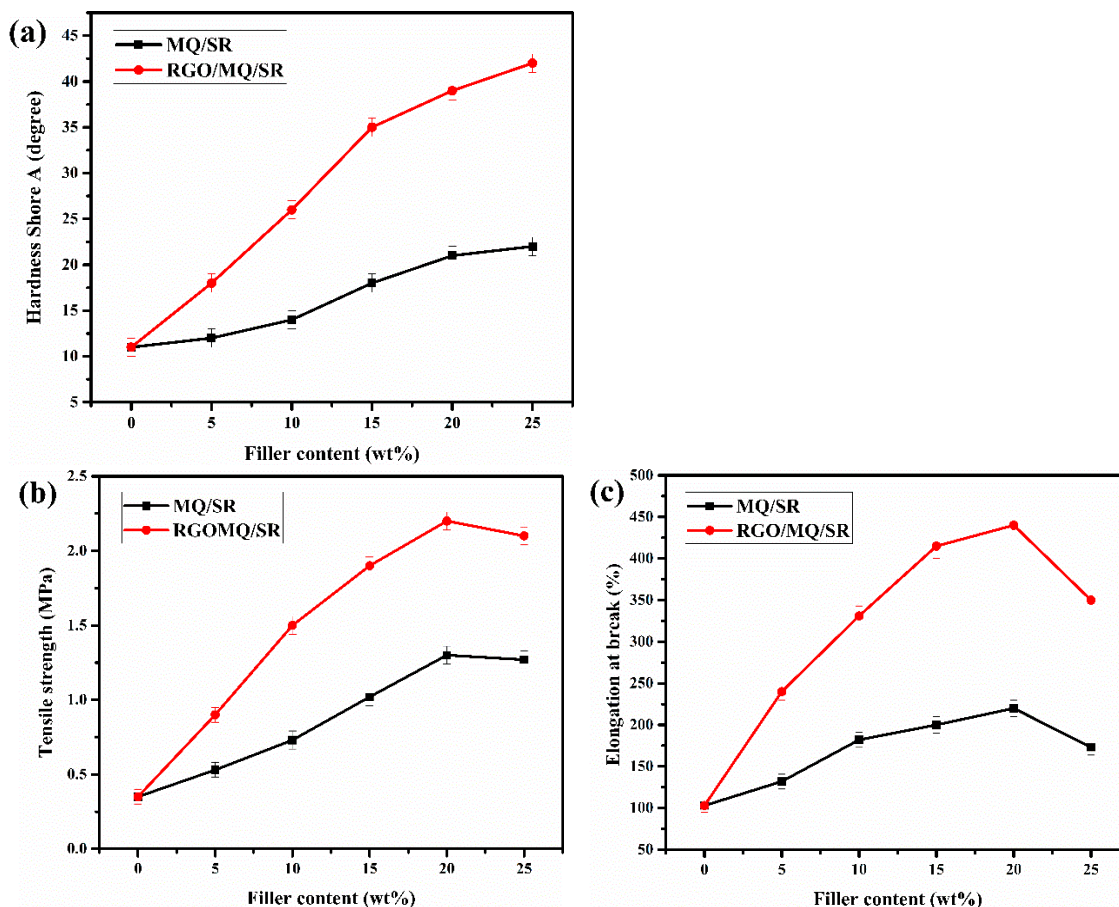 (a)
MQ/SR
RGO/MQ/SR
Hardness Shore A (degree)
45
40
35
30
25
20
15
10
5
0 5 10 15 20 25
Filler content (wt%)
(b)
MQ/SR
RGOMQ/SR
Tensile strength (MPa)
2.5
2.0
1.5
1.0
0.5
0.0
0 5 10 15 20 25
Filler content (wt%)
(c)
MQ/SR
RGO/MQ/SR
Elongation at break (%)
500
450
400
350
300
250
200
150
100
50
0 5 10 15 20 25
Filler content (wt%)